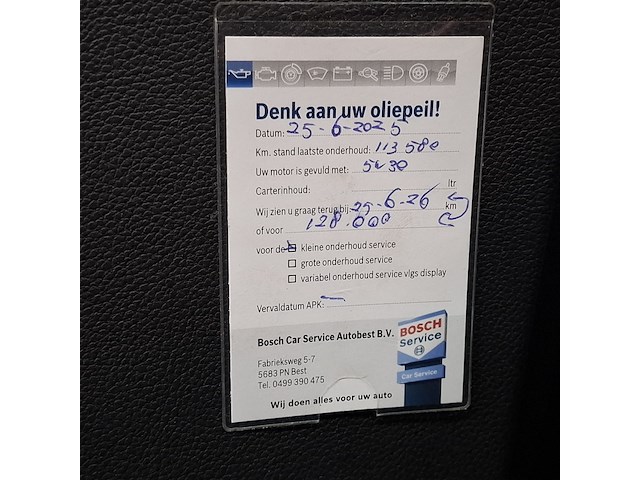 Denk aan uw oliepeil!
Datum: 25-6-2025
Km. stand laatste onderhoud: 113580
Uw motor is gevuld met: 5w30
Carterinhoud: ltr
Wij zien u graag terug bij: 25-6-26 km
of voor 128.000
voor de kleine onderhoud service
grote onderhoud service
variabel onderhoud service vlgs display
Vervaldatum APK:
Bosch Car Service Autobest B.V.
Fabrieksweg 5-7
5683 PN Best
Tel. 0499 390 475
BOSCH
Service
Car Service
Wij doen alles voor uw auto